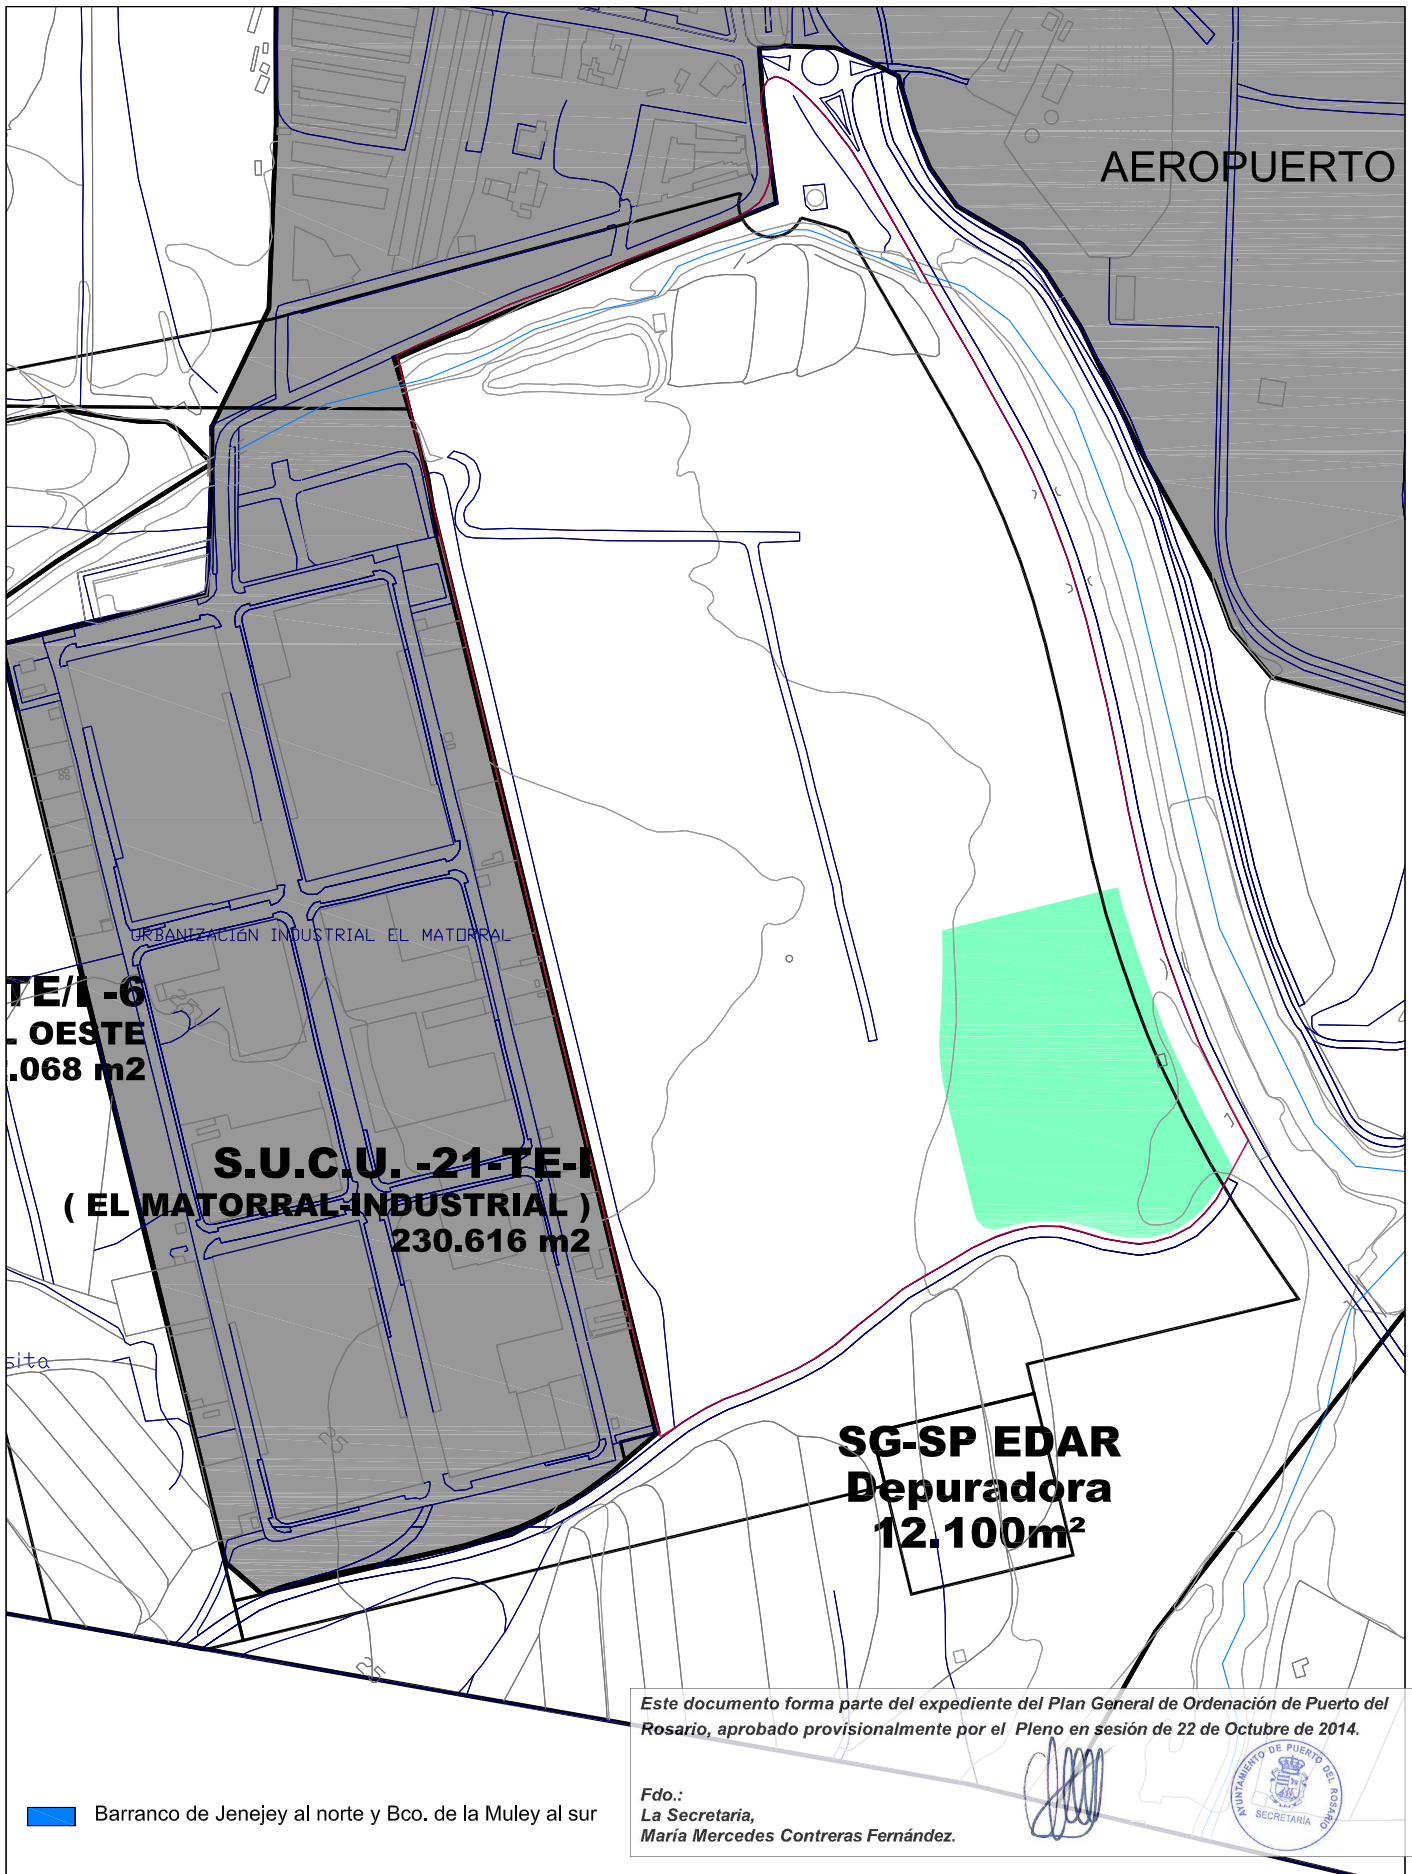 AEROPUERTO
URBANIZACIóN INDUSTRIAL EL MATORRAL
TE/I -6
L OESTE
.068 m2
S.U.C.U. -21-TE-I
( EL MATORRAL-INDUSTRIAL )
230.616 m2
sita
25
SG-SP EDAR
Depuradora
12.100m²
25
Este documento forma parte del expediente del Plan General de Ordenación de Puerto del
Rosario, aprobado provisionalmente por el Pleno en sesión de 22 de Octubre de 2014.
Fdo.:
La Secretaria,
María Mercedes Contreras Fernández.
AYUNTAMIENTO DE PUERTO DEL ROSARIO
SECRETARÍA
Barranco de Jenejey al norte y Bco. de la Muley al sur